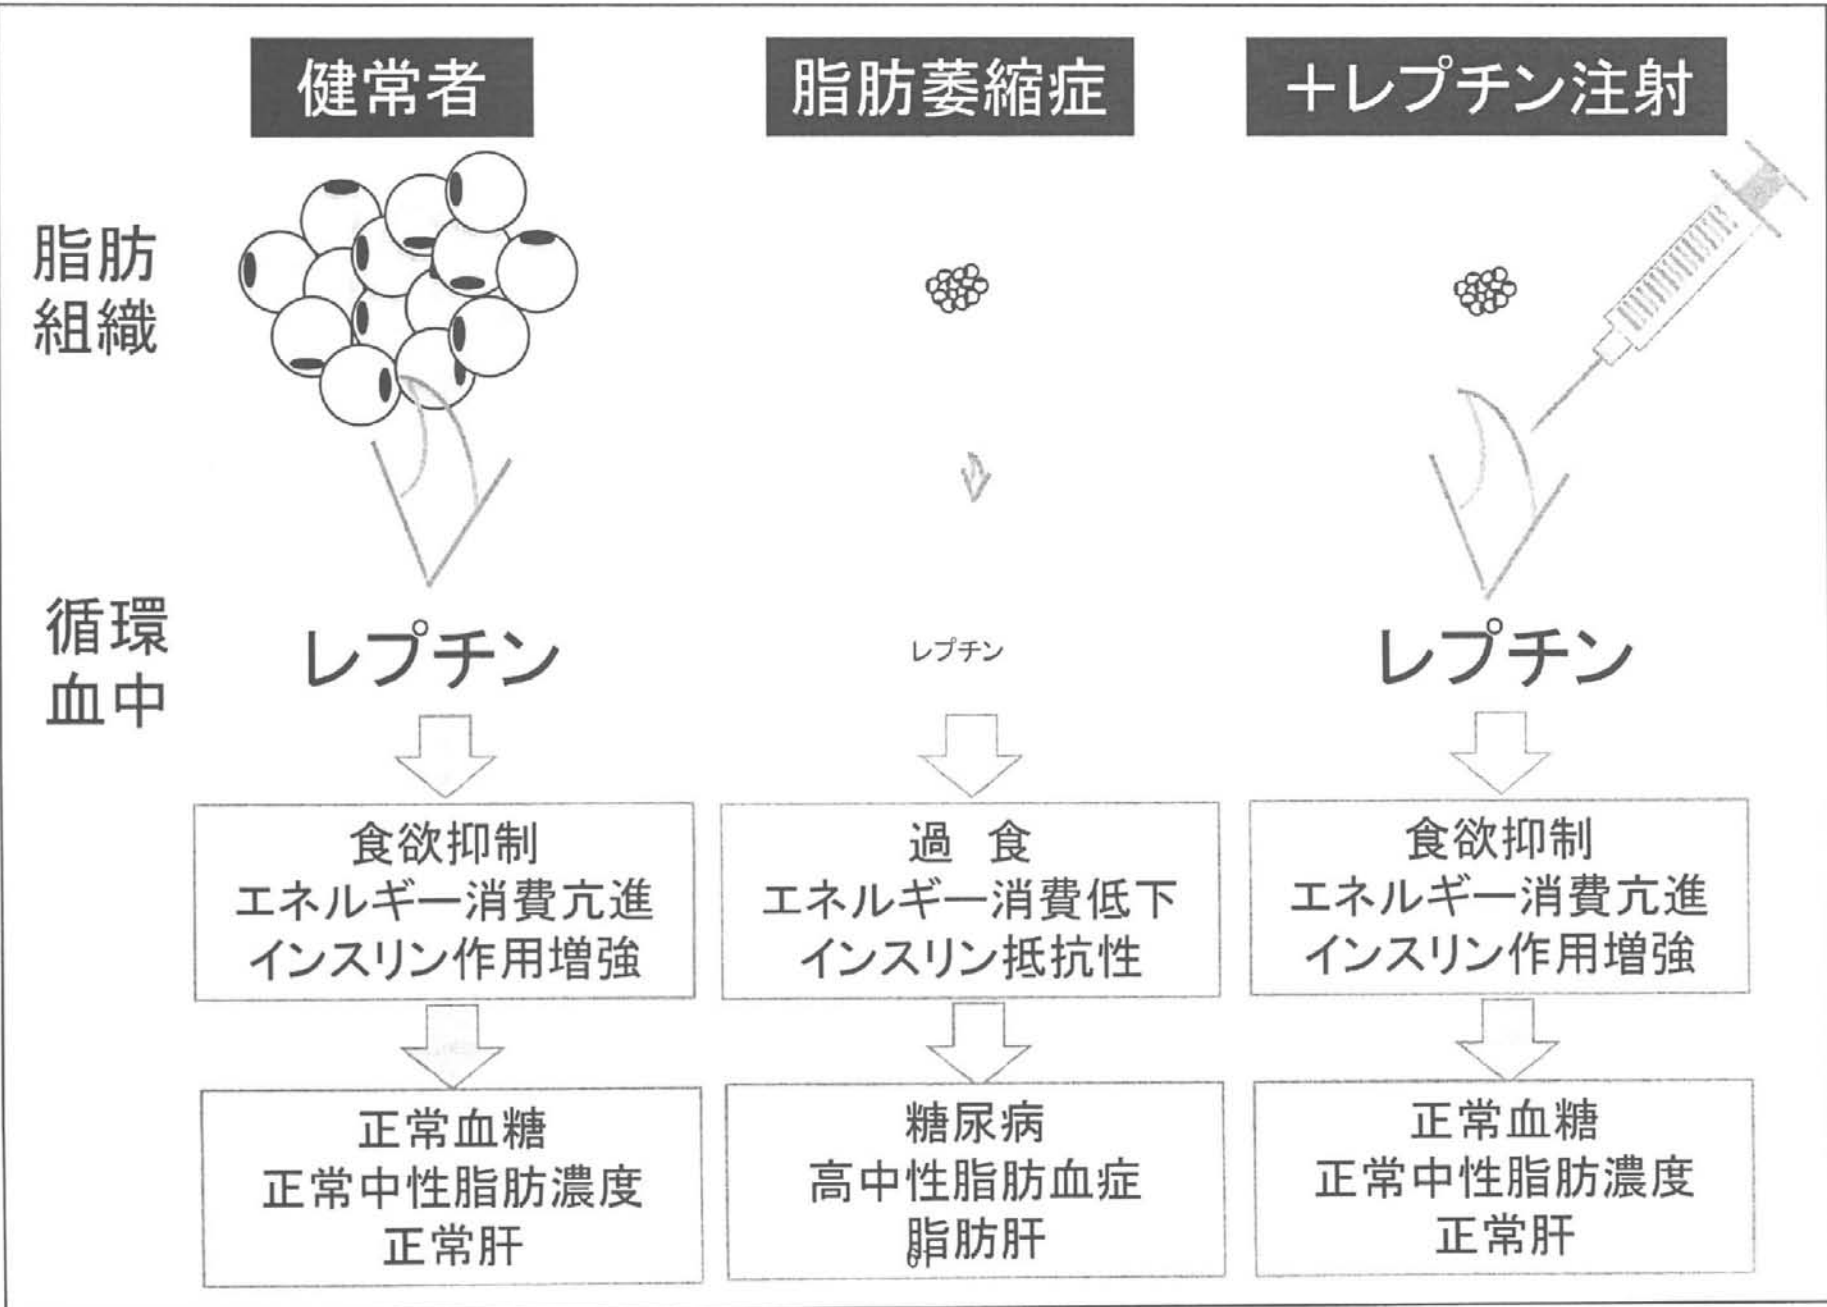 健常者
脂肪萎縮症
＋レプチン注射
脂肪
組織
循環
血中
レプチン
レプチン
レプチン
食欲抑制
エネルギー消費亢進
インスリン作用増強
過 食
エネルギー消費低下
インスリン抵抗性
食欲抑制
エネルギー消費亢進
インスリン作用増強
正常血糖
正常中性脂肪濃度
正常肝
糖尿病
高中性脂肪血症
脂肪肝
正常血糖
正常中性脂肪濃度
正常肝